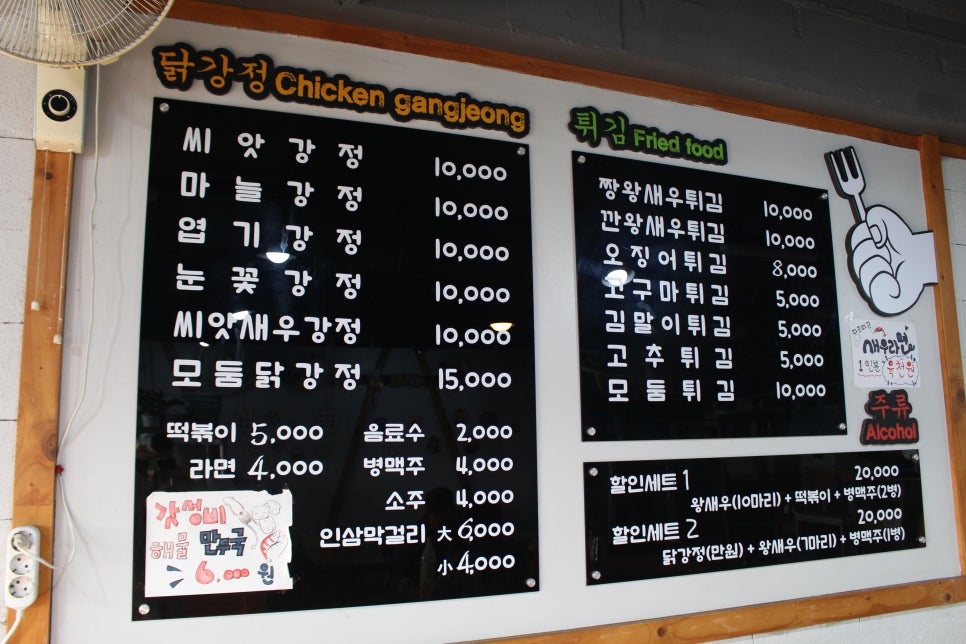 닭강정 Chicken gangjeong
씨앗강정 10,000
마늘강정 10,000
엽기강정 10,000
눈꽃강정 10,000
씨앗새우강정 10,000
모둠닭강정 15,000
떡볶이 5,000
라면 4,000
음료수 2,000
병맥주 4,000
소주 4,000
인삼막걸리 大 6,000
小 4,000
갓성비
해물 만두국
6,000원
튀김 Fried food
짱왕새우튀김 10,000
깐왕새우튀김 10,000
오징어튀김 8,000
고구마튀김 5,000
김말이튀김 5,000
고추튀김 5,000
모둠튀김 10,000
새우라면
1인분 육천원
주류
Alcohol
할인세트 1 20,000
왕새우(10마리) + 떡볶이 + 병맥주(2병)
할인세트 2 20,000
닭강정(만원) + 왕새우(7마리) + 병맥주(1병)